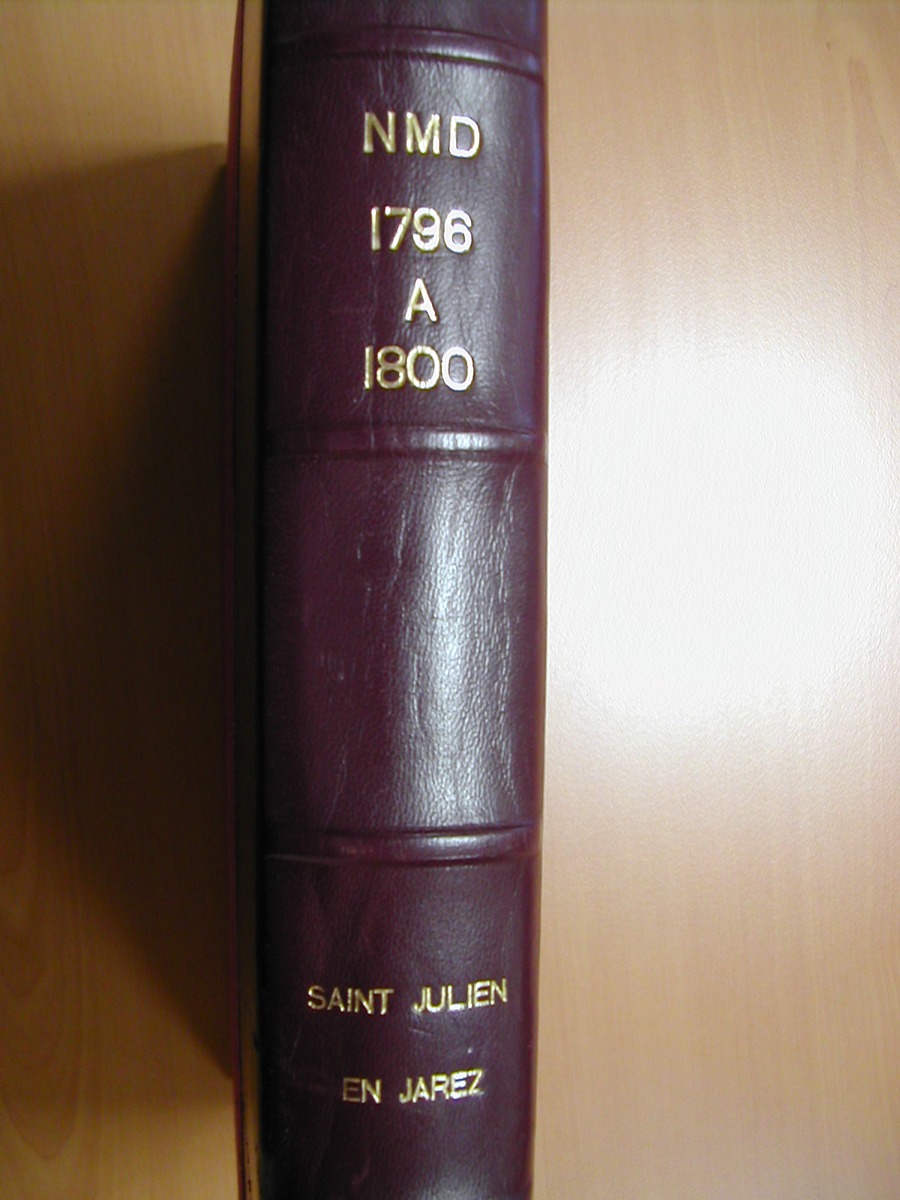 NMD
1796
A
1800
SAINT JULIEN
EN JAREZ